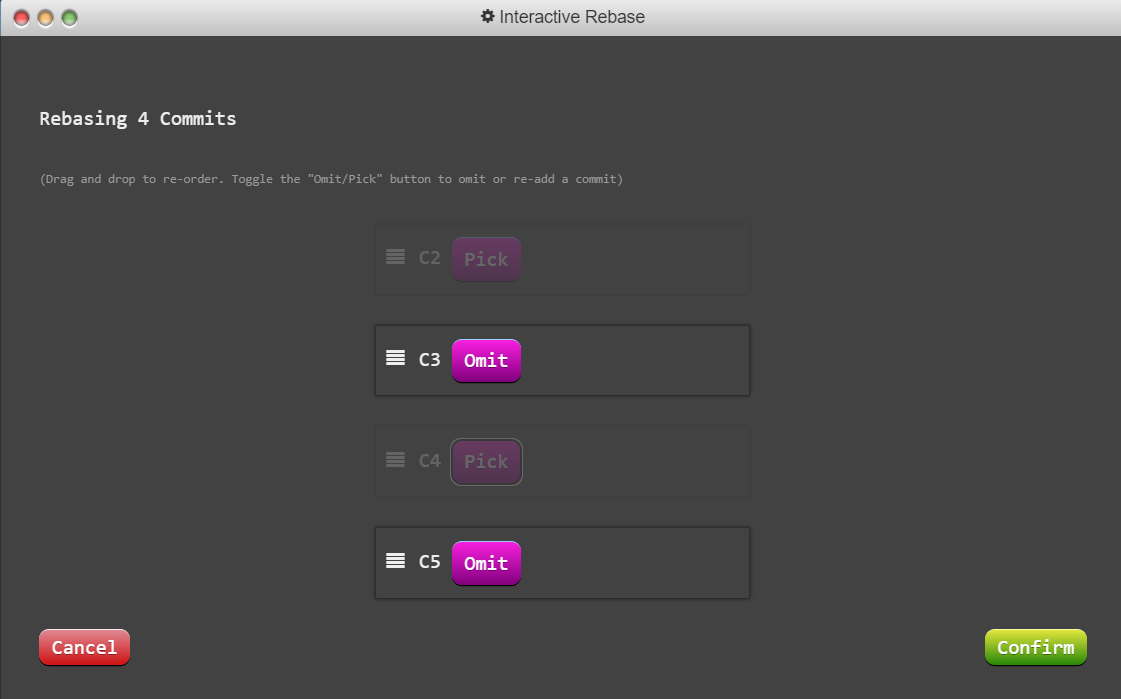 Interactive Rebase
Rebasing 4 Commits
(Drag and drop to re-order. Toggle the "Omit/Pick" button to omit or re-add a commit)
C2 Pick
C3 Omit
C4 Pick
C5 Omit
Cancel Confirm